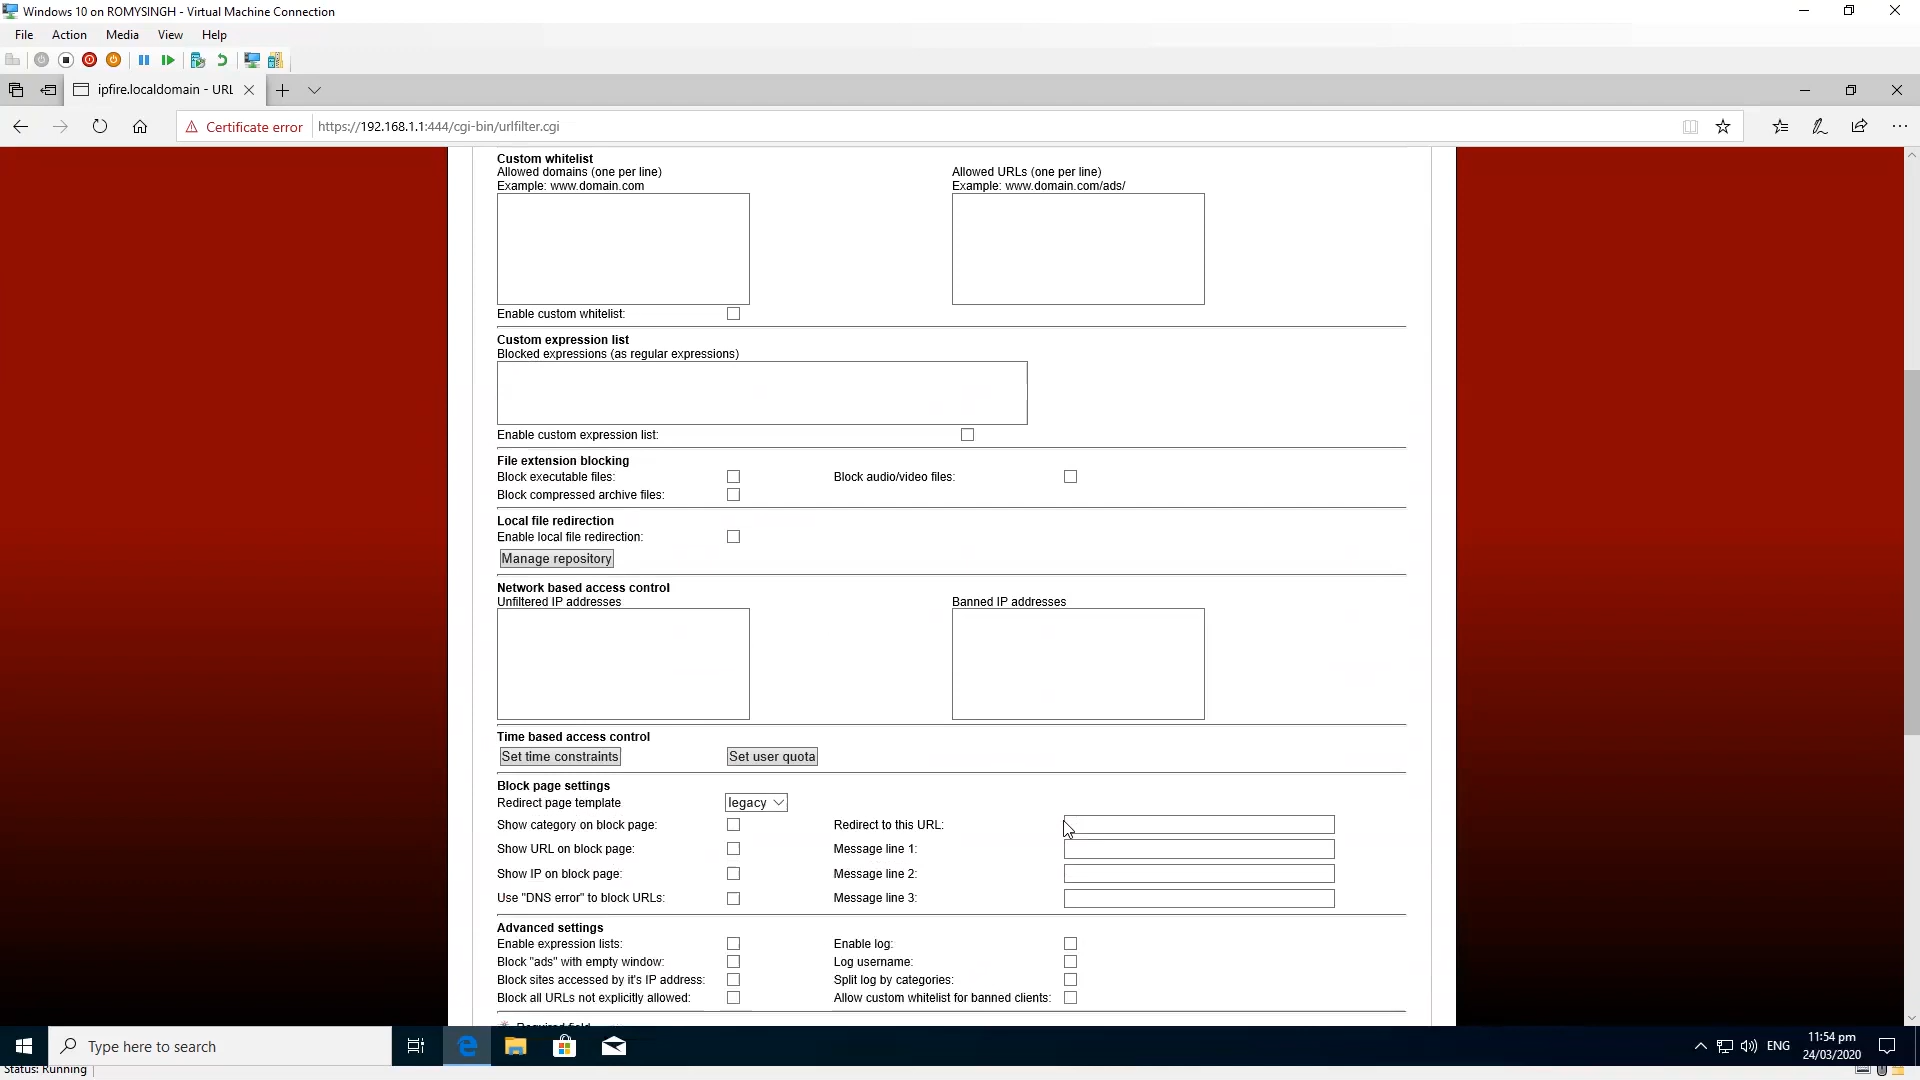 Windows 10 on ROMYSINGH - Virtual Machine Connection
File Action Media View Help
ipfire.localdomain - URL
Certificate error https://192.168.1.1:444/cgi-bin/urlfilter.cgi
Custom whitelist
Allowed domains (one per line) Allowed URLs (one per line)
Example: www.domain.com Example: www.domain.com/ads/
Enable custom whitelist:
Custom expression list
Blocked expressions (as regular expressions)
Enable custom expression list:
File extension blocking
Block executable files: Block audio/video files:
Block compressed archive files:
Local file redirection
Enable local file redirection:
Manage repository
Network based access control
Unfiltered IP addresses Banned IP addresses
Time based access control
Set time constraints Set user quota
Block page settings
Redirect page template legacy
Show category on block page: Redirect to this URL:
Show URL on block page: Message line 1:
Show IP on block page: Message line 2:
Use "DNS error" to block URLs: Message line 3:
Advanced settings
Enable expression lists: Enable log:
Block "ads" with empty window: Log username:
Block sites accessed by it's IP address: Split log by categories:
Block all URLs not explicitly allowed: Allow custom whitelist for banned clients:
Required field
Type here to search
ENG
11:54 pm
24/03/2020
Status: Running